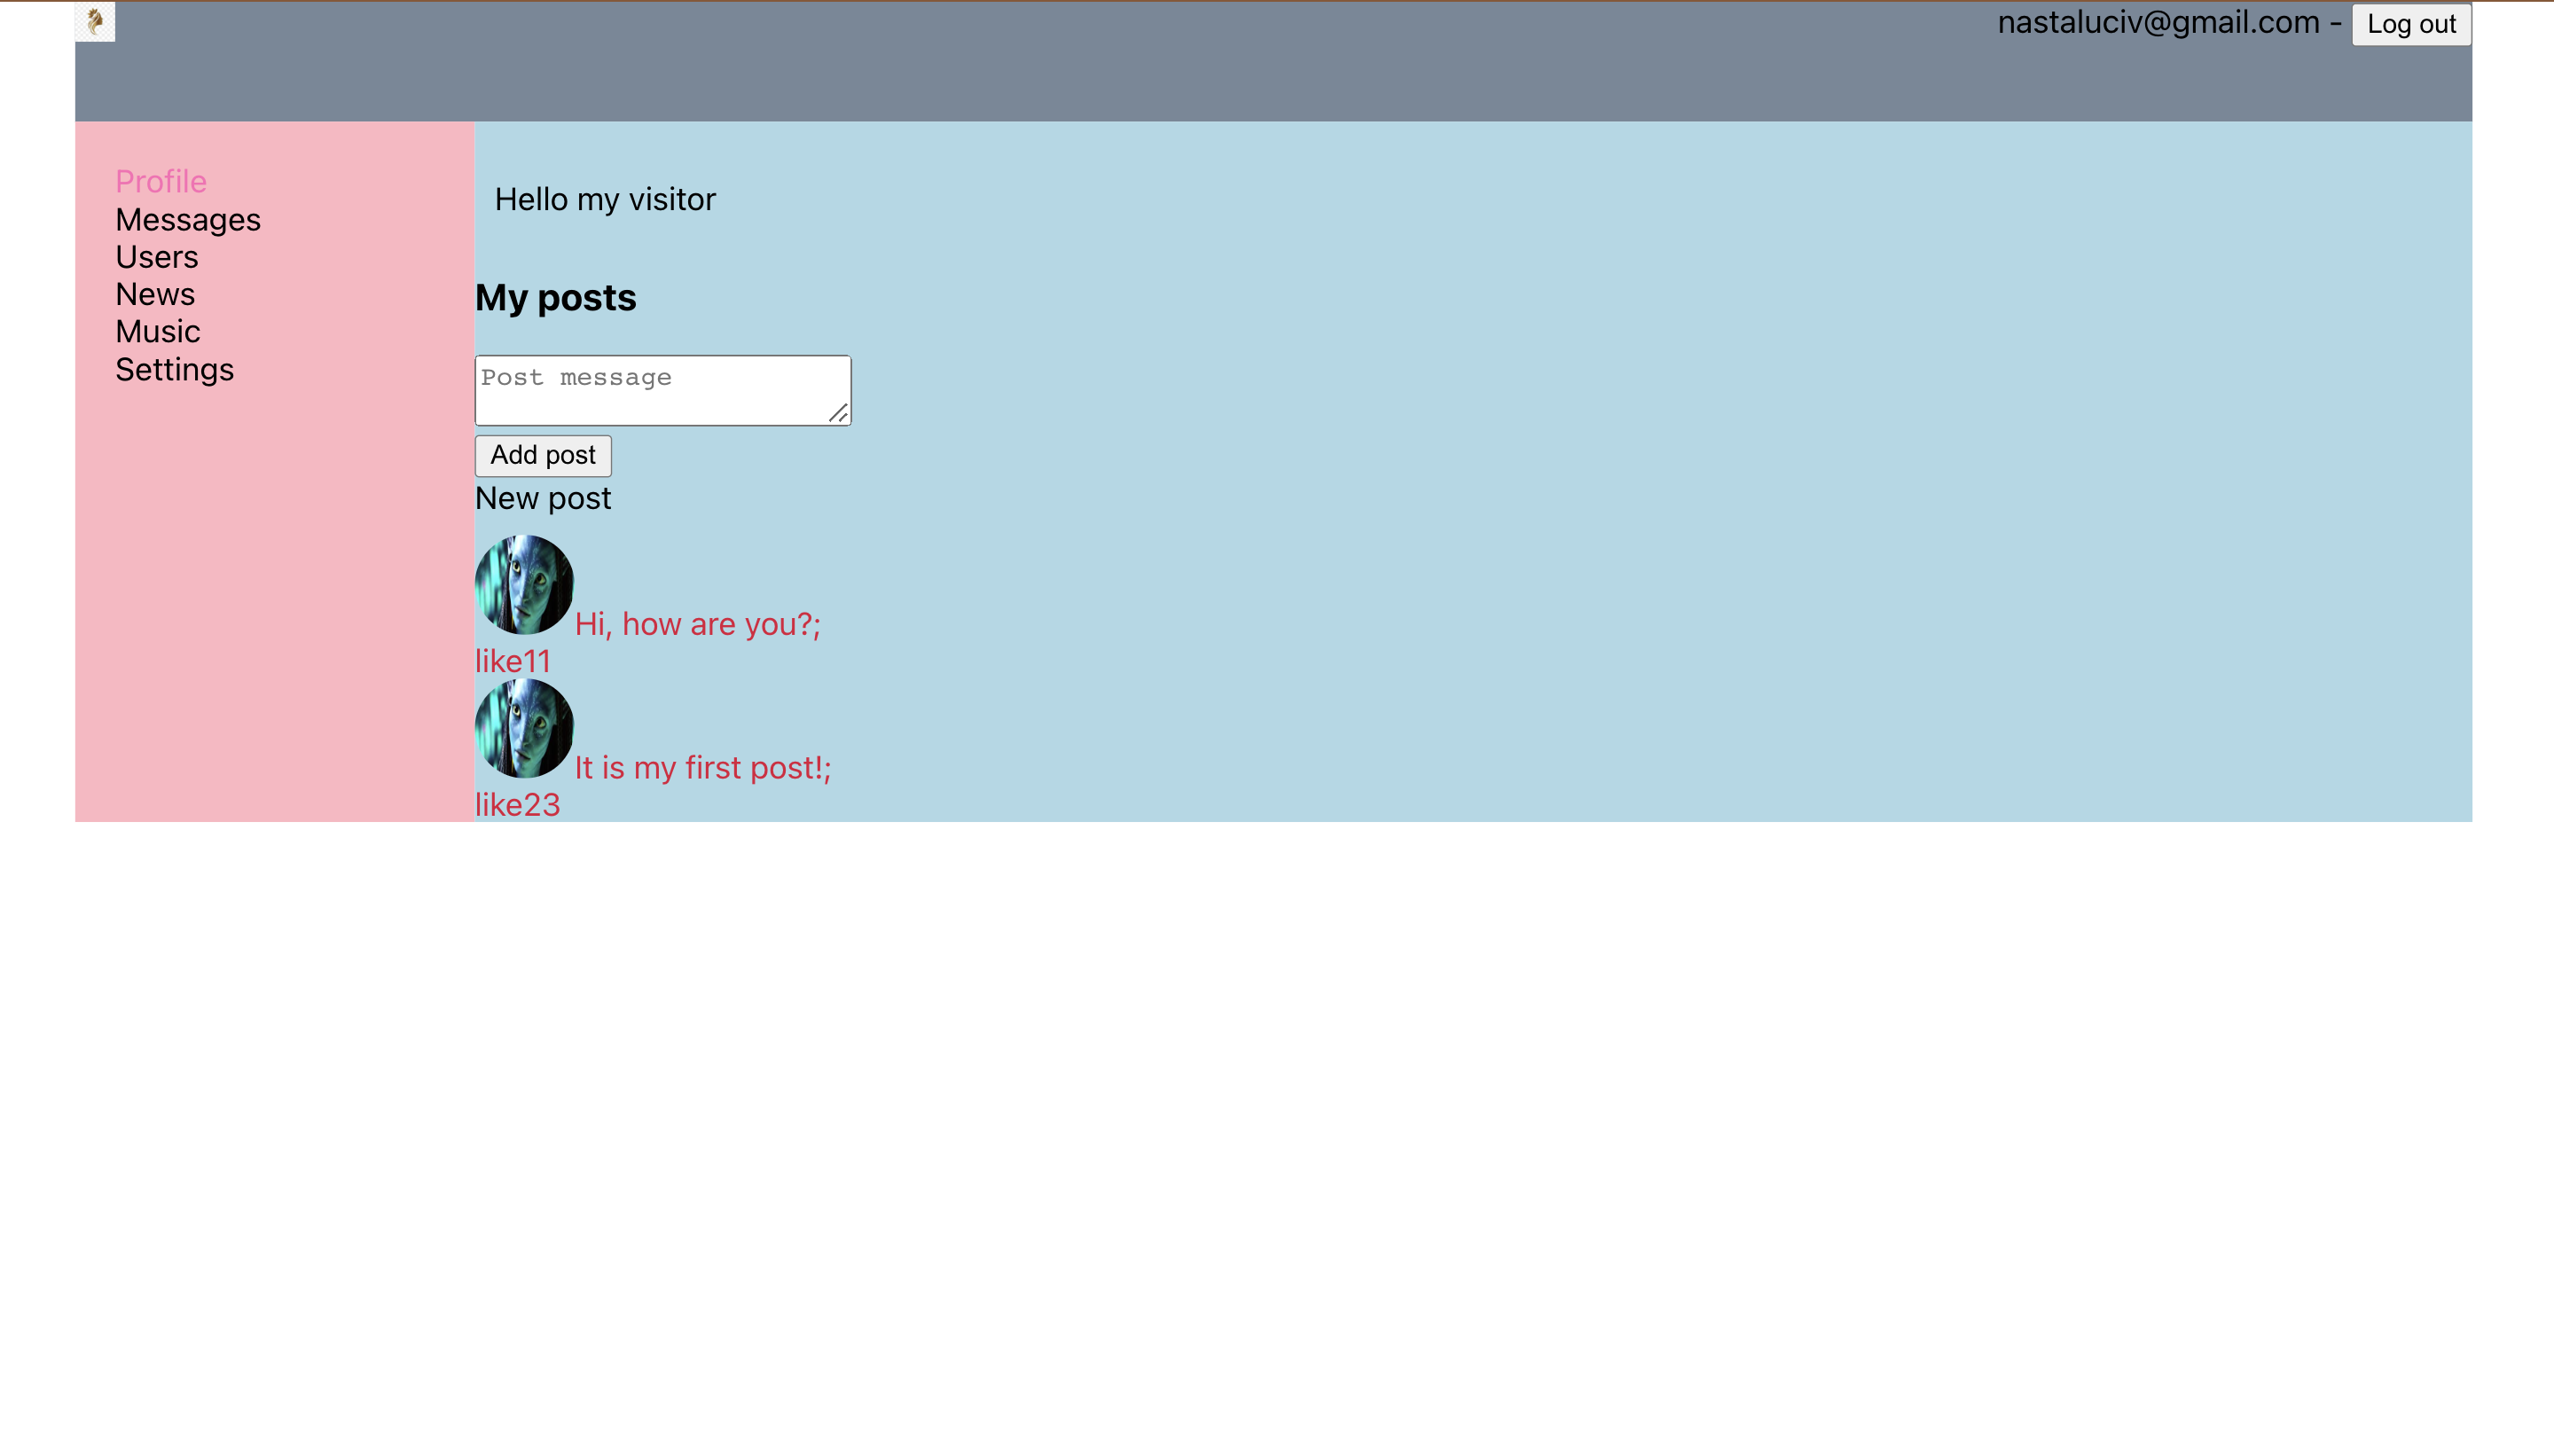 nastaluciv@gmail.com - Log out
Profile
Messages
Users
News
Music
Settings
Hello my visitor
My posts
Post message
Add post
New post
Hi, how are you?;
like11
It is my first post!;
like23